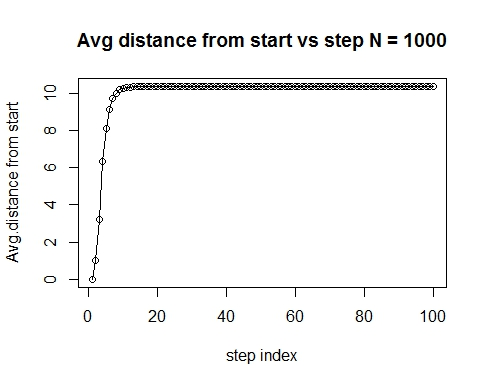 Avg distance from start vs step N = 1000
Avg.distance from start
10
8
6
4
2
0
0 20 40 60 80 100
step index